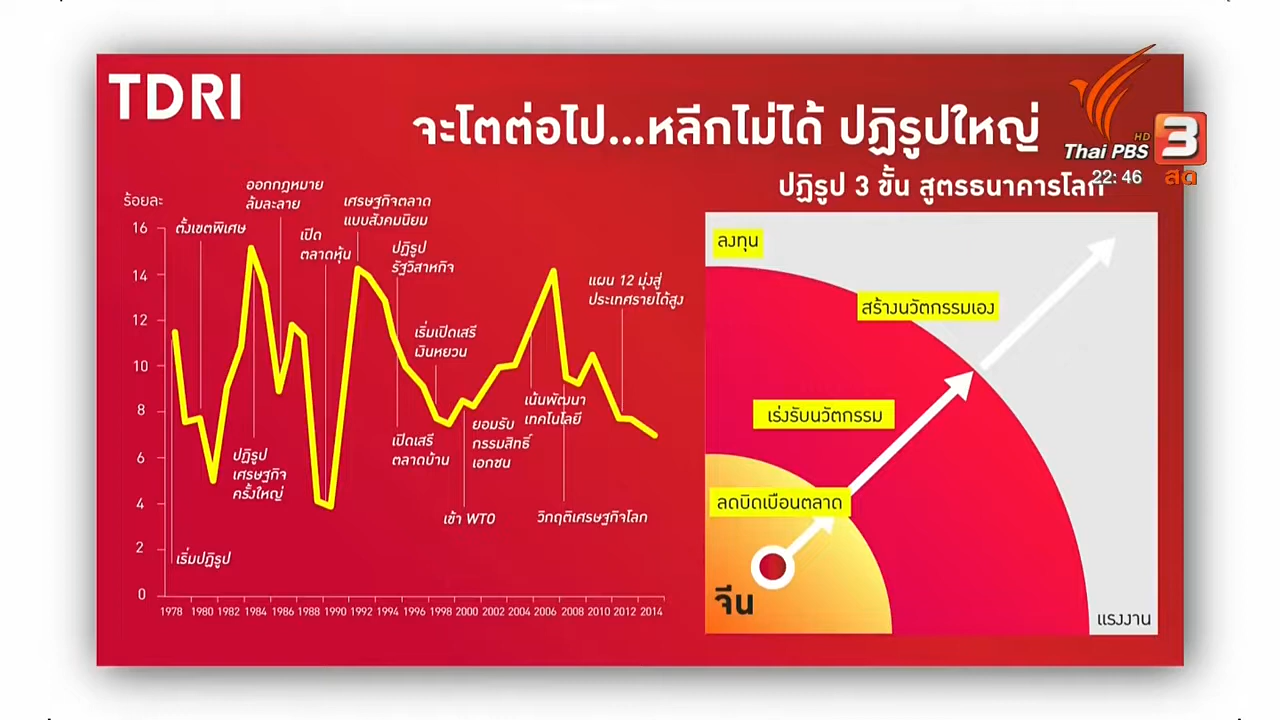 TDRI
จะโตต่อไป...หลีกไม่ได้ ปฏิรูปใหญ่
HD
Thai PBS
3
22:46
สด
ปฏิรูป 3 ขั้น สูตรธนาคารโลก
ร้อยละ
16
14
12
10
8
6
4
2
0
ตั้งเขตพิเศษ
ออกกฎหมาย
ล้มละลาย
เปิด
ตลาดหุ้น
เศรษฐกิจตลาด
แบบสังคมนิยม
ปฏิรูป
รัฐวิสาหกิจ
เริ่มเปิดเสรี
เงินหยวน
แผน 12 มุ่งสู่
ประเทศรายได้สูง
เน้นพัฒนา
เทคโนโลยี
ยอมรับ
กรรมสิทธิ์
เอกชน
เปิดเสรี
ตลาดบ้าน
ปฏิรูป
เศรษฐกิจ
ครั้งใหญ่
เข้า WTO
วิกฤติเศรษฐกิจโลก
เริ่มปฏิรูป
1978 1980 1982 1984 1986 1988 1990 1992 1994 1996 1998 2000 2002 2004 2006 2008 2010 2012 2014
ลงทุน
สร้างนวัตกรรมเอง
เร่งรับนวัตกรรม
ลดบิดเบือนตลาด
จีน
แรงงาน